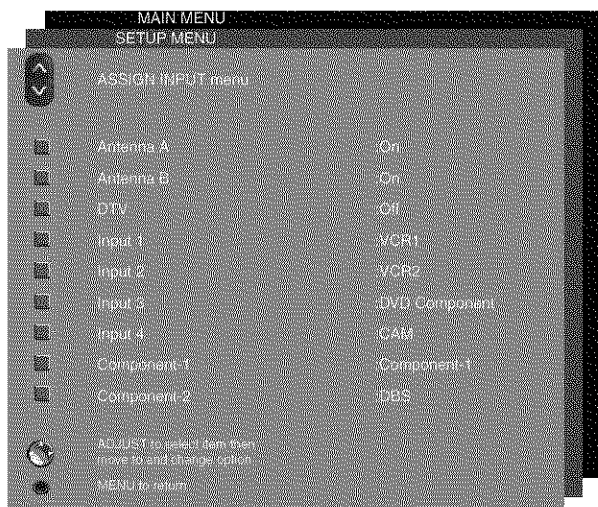 MAIN MENU
SETUP MENU
ASSIGN INPUT menu
Antenna A :On
Antenna B :On
DTV :Off
Input 1 :VCR1
Input 2 :VCR2
Input 3 :DVD Component
Input 4 :CAM
Component-1 :Component-1
Component-2 :DBS
ADJUST to select item then
move to and change option
MENU to return